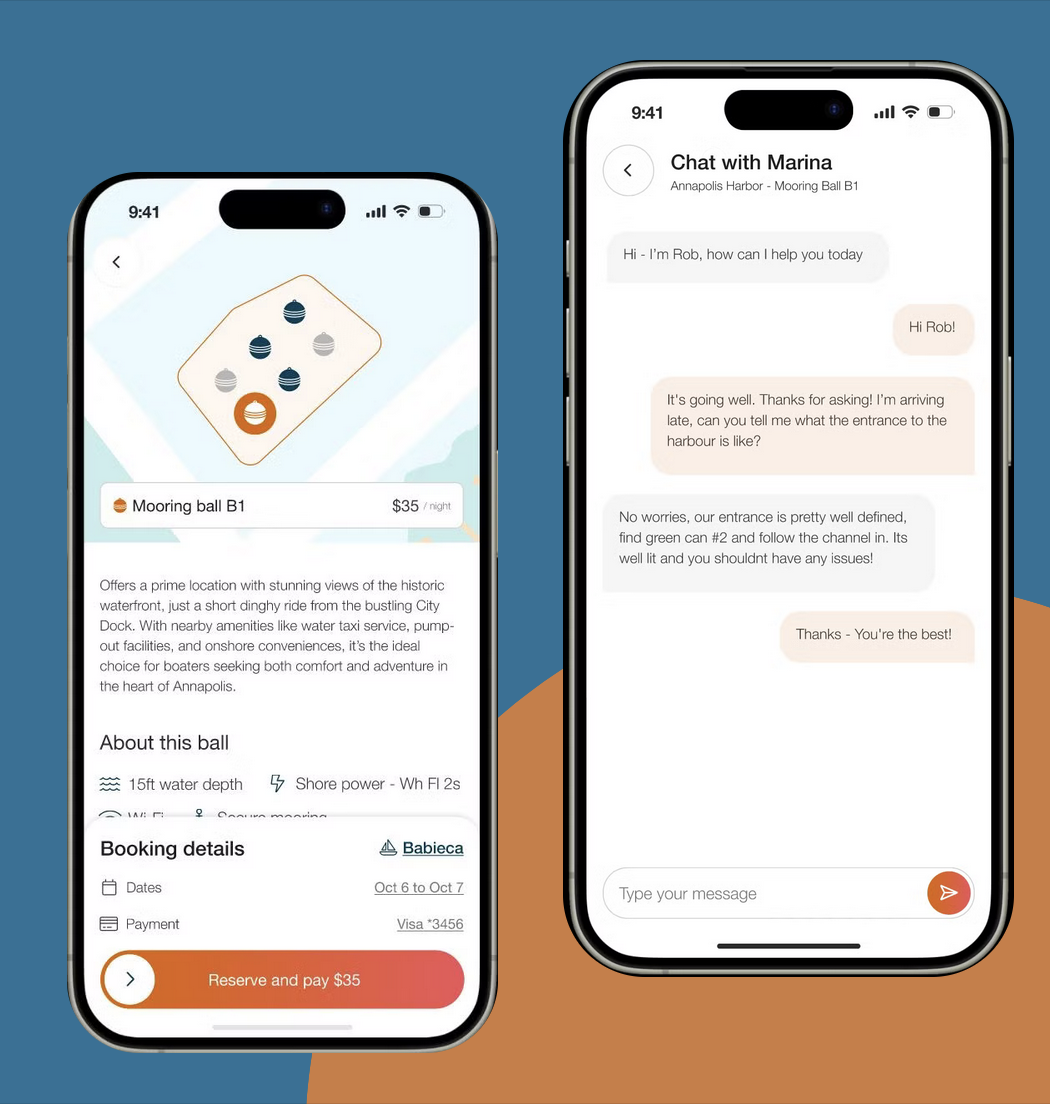 9:41
Mooring ball B1
$35 / night
Offers a prime location with stunning views of the historic
waterfront, just a short dinghy ride from the bustling City
Dock. With nearby amenities like water taxi service, pump-
out facilities, and onshore conveniences, it's the ideal
choice for boaters seeking both comfort and adventure in
the heart of Annapolis.
About this ball
15ft water depth
Shore power - Wh Fl 2s
Wi-Fi
Secure mooring
Booking details
Babieca
Dates
Oct 6 to Oct 7
Payment
Visa *3456
Reserve and pay $35
9:41
Chat with Marina
Annapolis Harbor - Mooring Ball B1
Hi - I'm Rob, how can I help you today
Hi Rob!
It's going well. Thanks for asking! I'm arriving
late, can you tell me what the entrance to the
harbour is like?
No worries, our entrance is pretty well defined,
find green can #2 and follow the channel in. Its
well lit and you shouldnt have any issues!
Thanks - You're the best!
Type your message